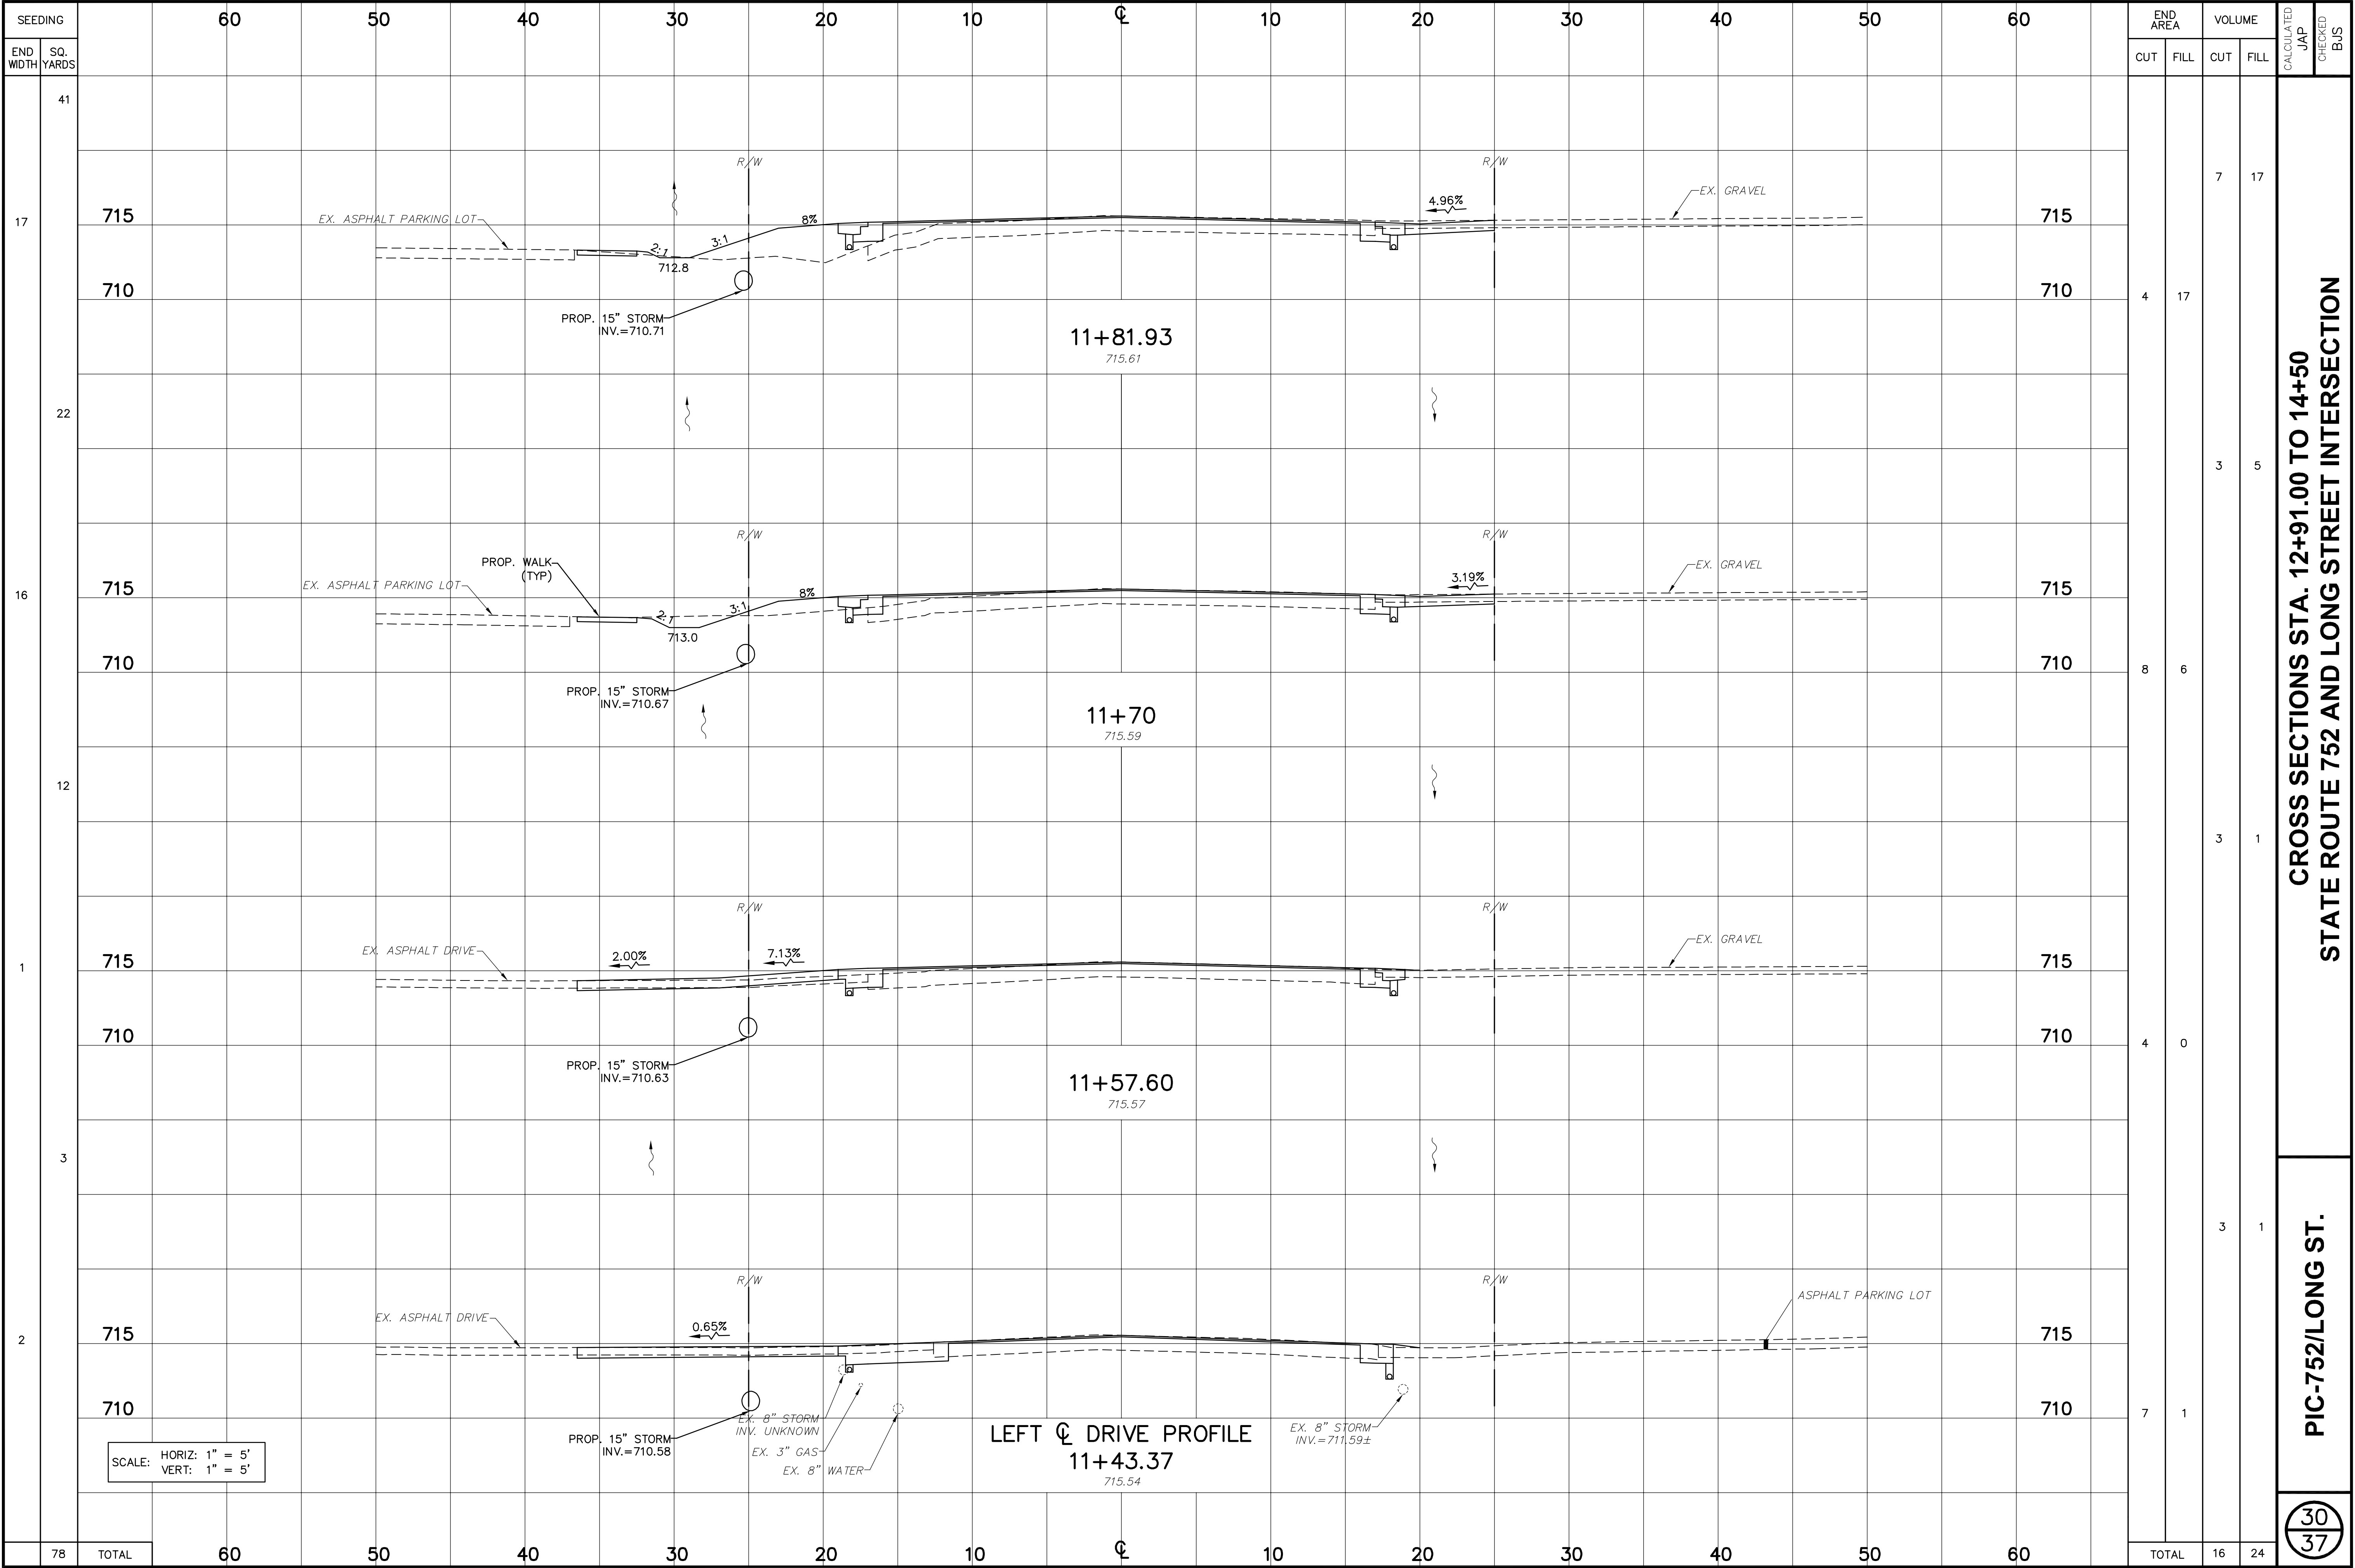 SEEDING
END WIDTH
SQ. YARDS
60 50 40 30 20 10 ℄ 10 20 30 40 50 60
END AREA
VOLUME
CUT FILL CUT FILL
CALCULATED
JAP
CHECKED
BJS
41
R/W
R/W
7 17
17
715
EX. ASPHALT PARKING LOT
2:1
3:1
8%
4.96%
EX. GRAVEL
715
712.8
710
710
4 17
PROP. 15" STORM
INV.=710.71
11+81.93
715.61
22
3 5
R/W
R/W
PROP. WALK
(TYP)
16
715
EX. ASPHALT PARKING LOT
2:1
3:1
8%
3.19%
EX. GRAVEL
715
713.0
710
710
8 6
PROP. 15" STORM
INV.=710.67
11+70
715.59
12
3 1
R/W
R/W
1
715
EX. ASPHALT DRIVE
2.00%
7.13%
EX. GRAVEL
715
710
710
4 0
PROP. 15" STORM
INV.=710.63
11+57.60
715.57
3
3 1
R/W
R/W
2
715
EX. ASPHALT DRIVE
0.65%
ASPHALT PARKING LOT
715
710
710
7 1
PROP. 15" STORM
INV.=710.58
EX. 8" STORM
INV. UNKNOWN
EX. 3" GAS
EX. 8" WATER
LEFT ℄ DRIVE PROFILE
11+43.37
715.54
EX. 8" STORM
INV.=711.59±
SCALE: HORIZ: 1" = 5'
VERT: 1" = 5'
78 TOTAL
60 50 40 30 20 10 ℄ 10 20 30 40 50 60
TOTAL 16 24
CROSS SECTIONS STA. 12+91.00 TO 14+50
STATE ROUTE 752 AND LONG STREET INTERSECTION
PIC-752/LONG ST.
30
37